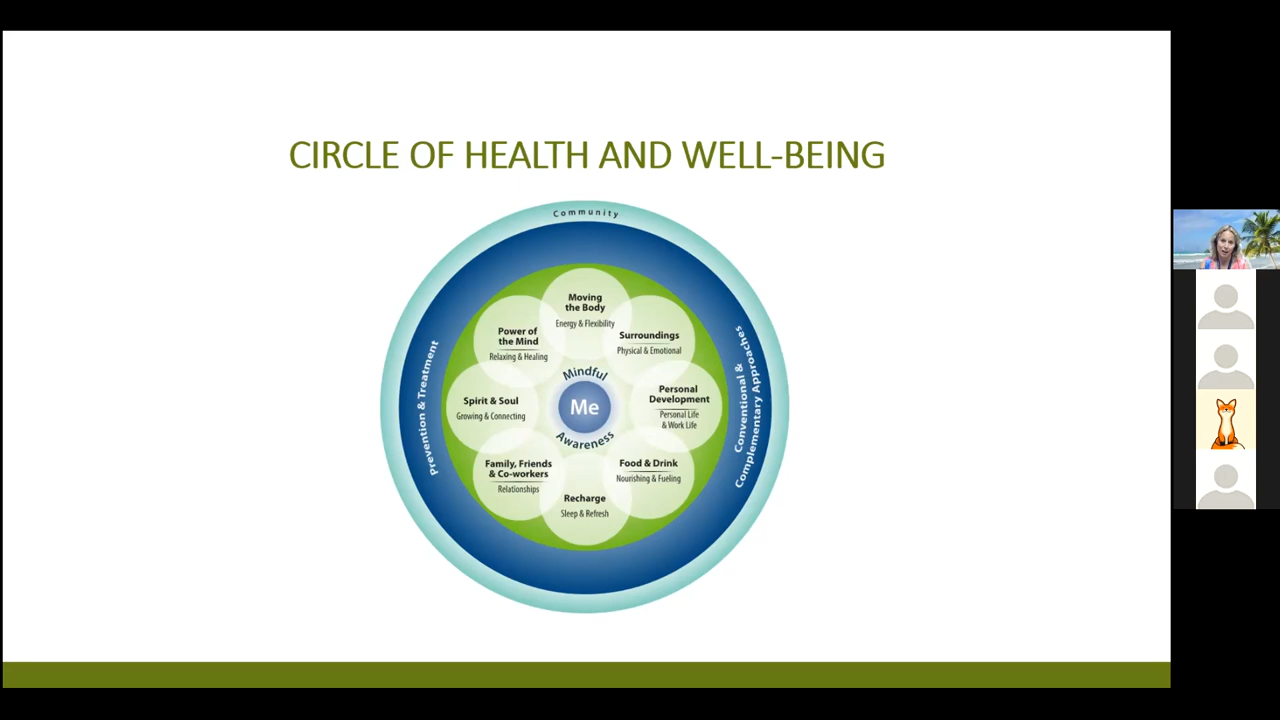 CIRCLE OF HEALTH AND WELL-BEING
Community
Moving
the Body
Energy & Flexibility
Surroundings
Physical & Emotional
Personal
Development
Personal Life
& Work Life
Food & Drink
Nourishing & Fueling
Recharge
Sleep & Refresh
Family, Friends
& Co-workers
Relationships
Spirit & Soul
Growing & Connecting
Power of
the Mind
Relaxing & Healing
Mindful
Me
Awareness
Prevention & Treatment
Conventional &
Complementary Approaches